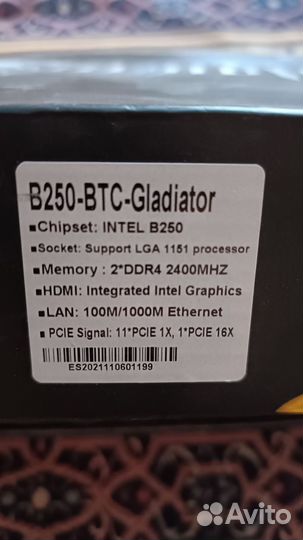 B250-BTC-Gladiator
■Chipset: INTEL B250
■Socket: Support LGA 1151 processor
■Memory : 2*DDR4 2400MHZ
■HDMI: Integrated Intel Graphics
■LAN: 100M/1000M Ethernet
■ PCIE Signal: 11*PCIE 1X, 1*PCIE 16X
ES2021110601199
Avito